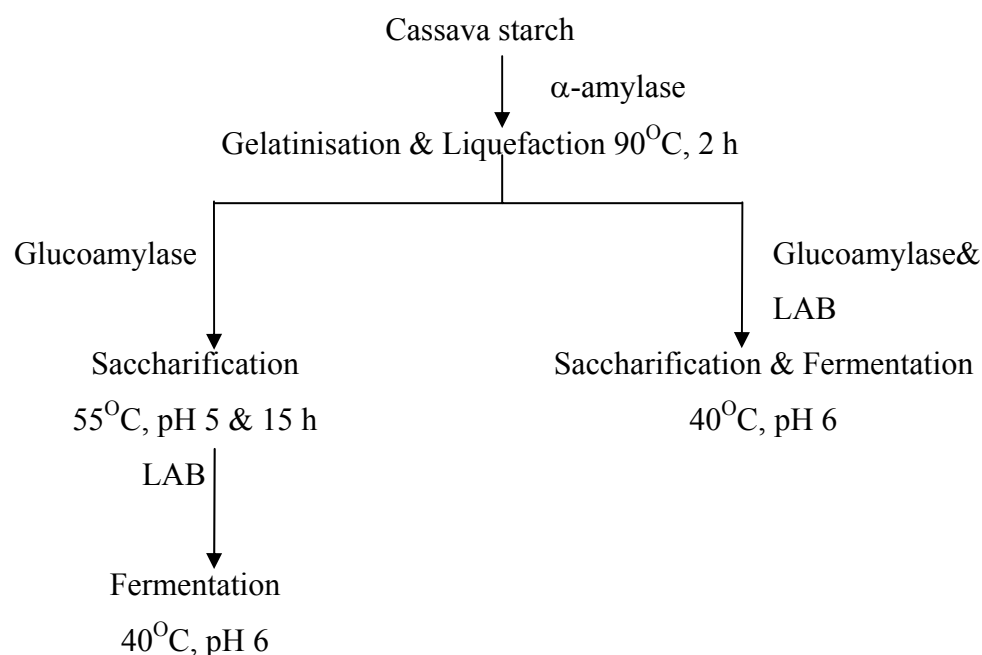 Cassava starch
α-amylase
Gelatinisation & Liquefaction 90°C, 2 h
Glucoamylase
Glucoamylase&
LAB
Saccharification
55°C, pH 5 & 15 h
LAB
Saccharification & Fermentation
40°C, pH 6
Fermentation
40°C, pH 6